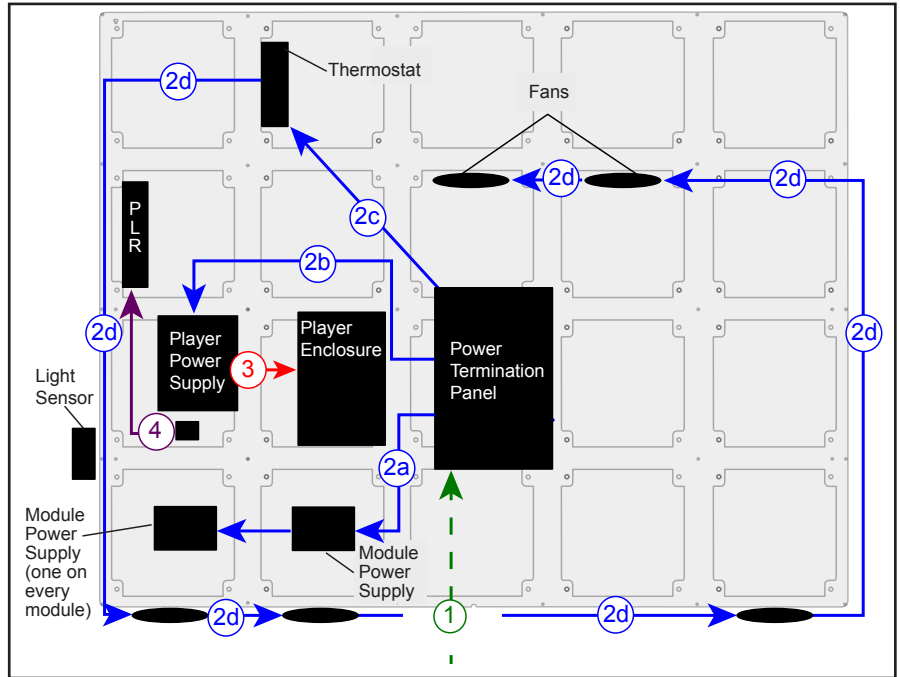 Thermostat
Fans
2d
2d
2d
P
L
R
2c
2b
2d
2d
Player
Power
Supply
3
Player
Enclosure
Power
Termination
Panel
Light
Sensor
4
2a
Module
Power
Supply
(one on
every
module)
Module
Power
Supply
2d
1
2d